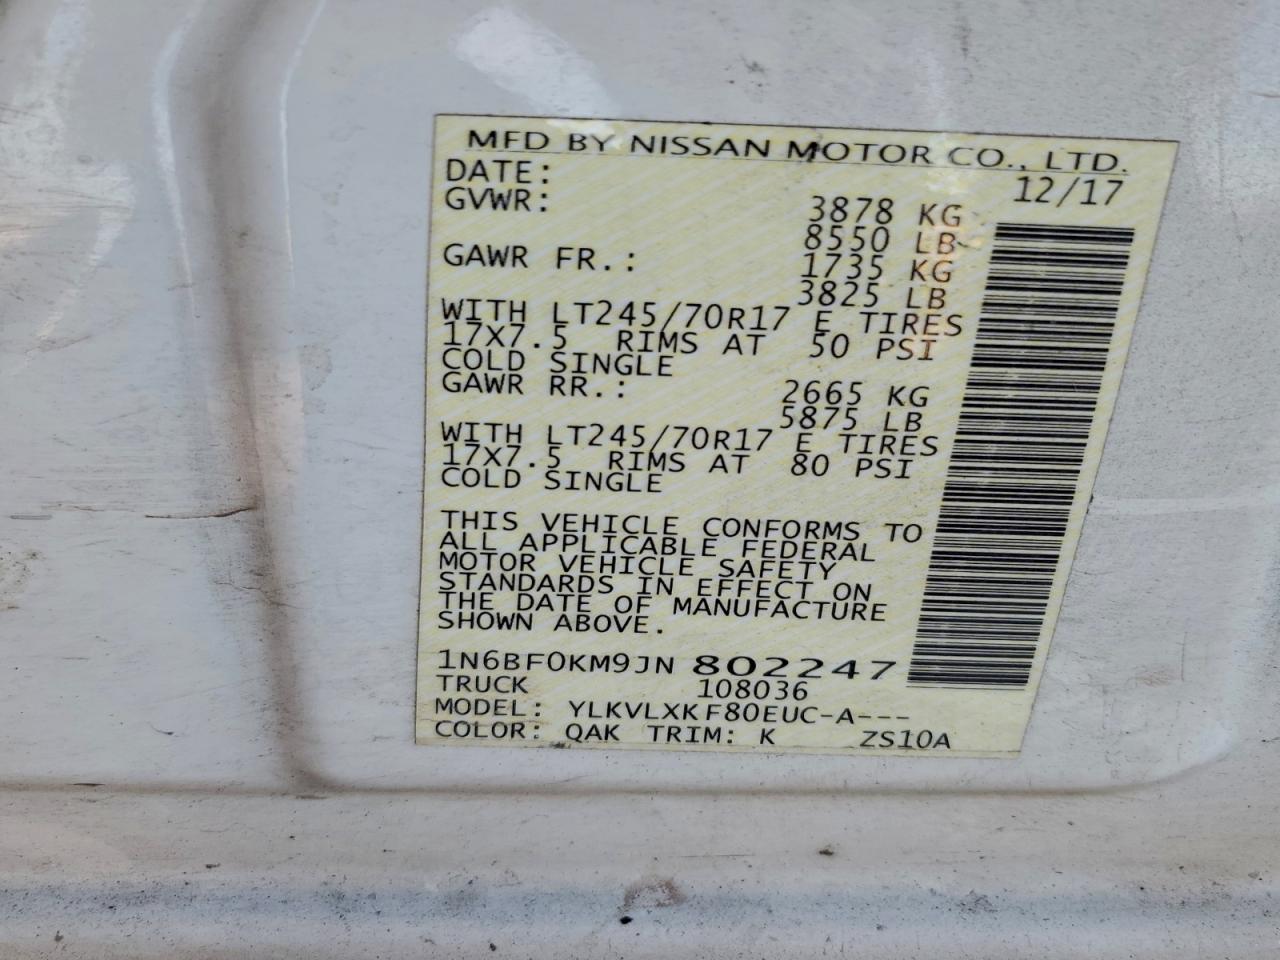 MFD BY NISSAN MOTOR CO., LTD.
DATE: 12/17
GVWR: 3878 KG
8550 LB
GAWR FR.: 1735 KG
3825 LB
WITH LT245/70R17 E TIRES
17X7.5 RIMS AT 50 PSI
COLD SINGLE
GAWR RR.: 2665 KG
5875 LB
WITH LT245/70R17 E TIRES
17X7.5 RIMS AT 80 PSI
COLD SINGLE
THIS VEHICLE CONFORMS TO
ALL APPLICABLE FEDERAL
MOTOR VEHICLE SAFETY
STANDARDS IN EFFECT ON
THE DATE OF MANUFACTURE
SHOWN ABOVE.
1N6BF0KM9JN 802247
TRUCK 108036
MODEL: YLKVLXKF80EUC-A---
COLOR: QAK TRIM: K ZS10A